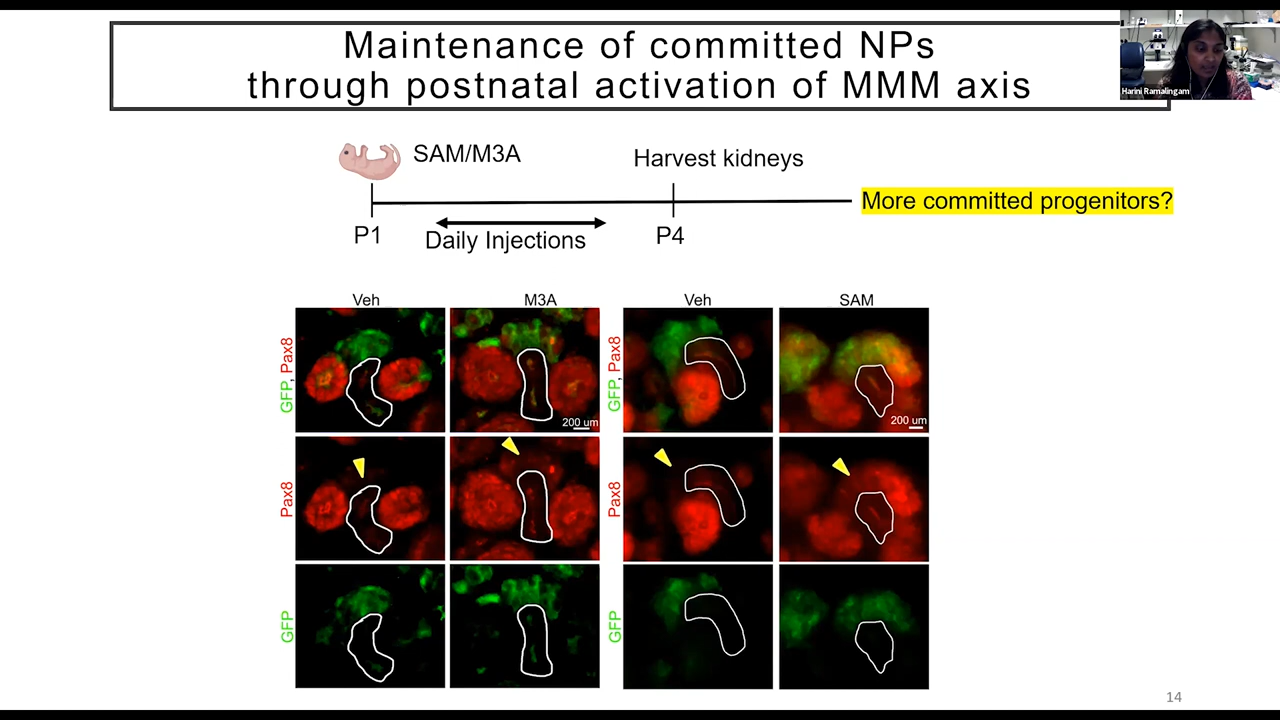 Maintenance of committed NPs
through postnatal activation of MMM axis
Harini Ramalingam
SAM/M3A
Harvest kidneys
More committed progenitors?
P1
Daily Injections
P4
Veh
M3A
Veh
SAM
GFP, Pax8
GFP, Pax8
200 um
200 um
Pax8
Pax8
GFP
GFP
14